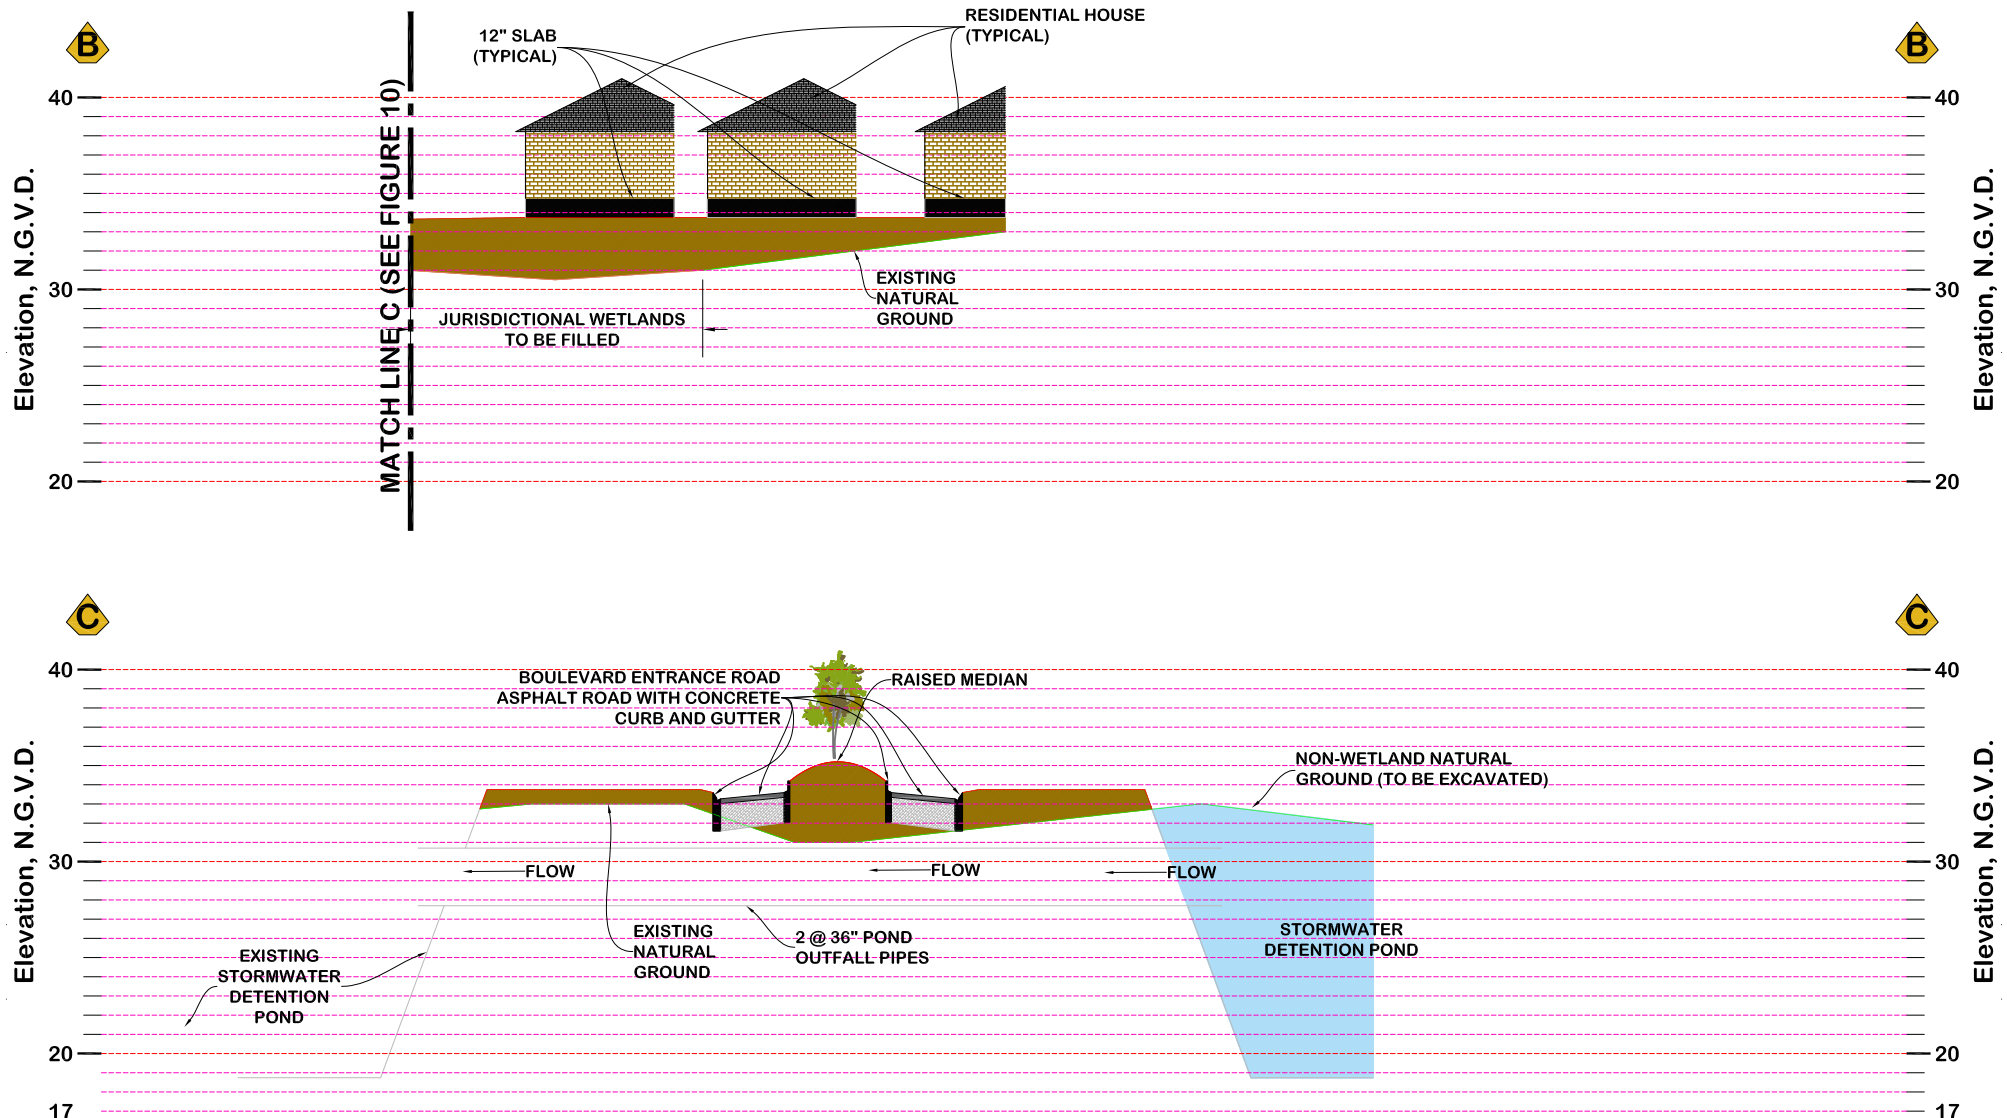 B
B
12" SLAB
(TYPICAL)
RESIDENTIAL HOUSE
(TYPICAL)
40
40
30
30
20
20
Elevation, N.G.V.D.
Elevation, N.G.V.D.
MATCH LINE C (SEE FIGURE 10)
EXISTING
NATURAL
GROUND
JURISDICTIONAL WETLANDS
TO BE FILLED
C
C
40
40
30
30
20
20
17
17
Elevation, N.G.V.D.
Elevation, N.G.V.D.
BOULEVARD ENTRANCE ROAD
ASPHALT ROAD WITH CONCRETE
CURB AND GUTTER
RAISED MEDIAN
NON-WETLAND NATURAL
GROUND (TO BE EXCAVATED)
FLOW
FLOW
FLOW
EXISTING
NATURAL
GROUND
2 @ 36" POND
OUTFALL PIPES
STORMWATER
DETENTION POND
EXISTING
STORMWATER
DETENTION
POND